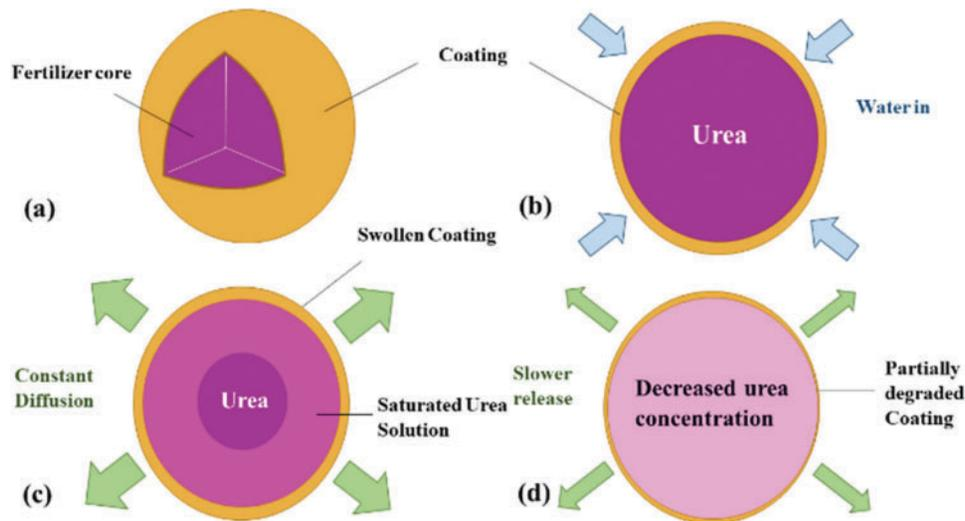 Fertilizer core
Coating
(a)
Urea
Water in
(b)
Swollen Coating
Constant
Diffusion
Urea
Saturated Urea
Solution
(c)
Slower
release
Decreased urea
concentration
Partially
degraded
Coating
(d)